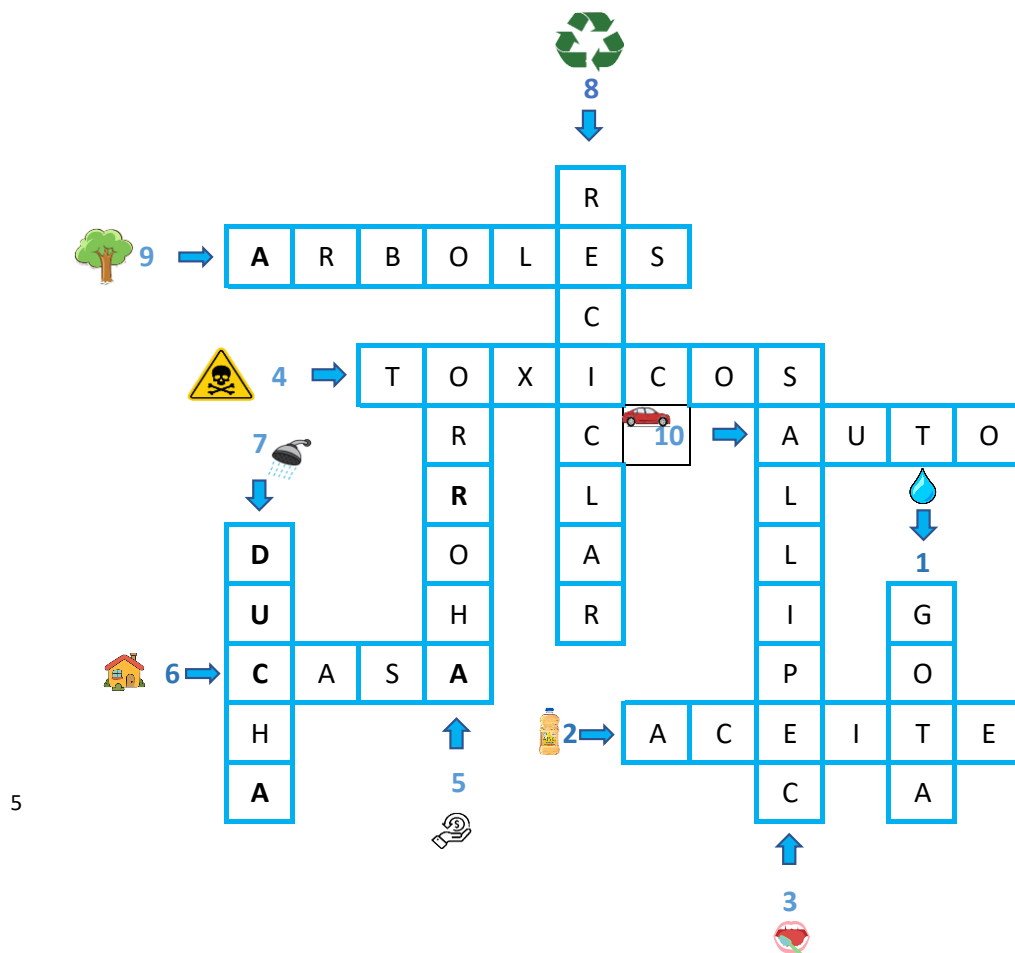 8
R
9 A R B O L E S
C
4 T O X I C O S
7 R C 10 A U T O
R L L
D O A L 1
U H R I G
6 C A S A P O
H 2 A C E I T E
5 A 5 C A
3